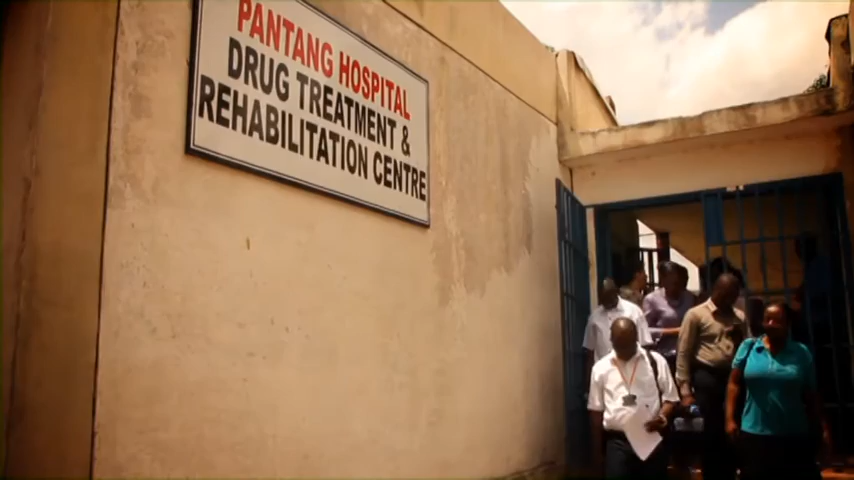 PANTANG HOSPITAL
DRUG TREATMENT &
REHABILITATION CENTRE